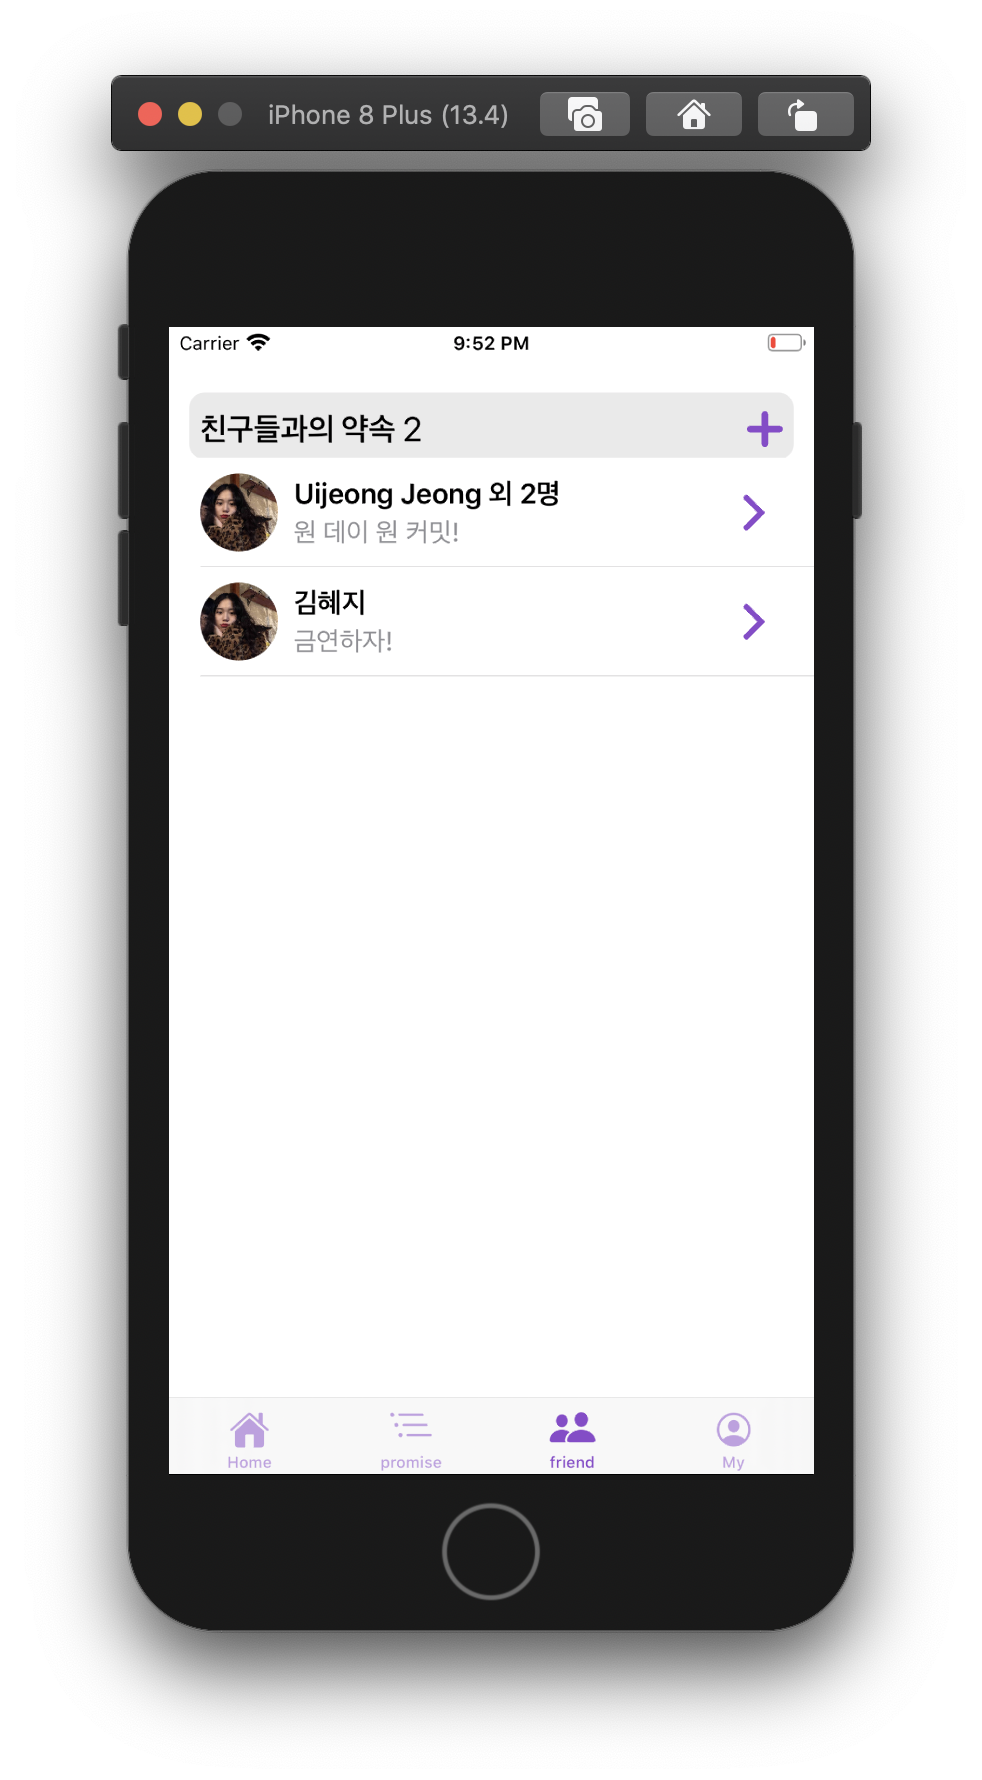 iPhone 8 Plus (13.4)
Carrier 9:52 PM
친구들과의 약속 2
Uijeong Jeong 외 2명
원 데이 원 커밋!
김혜지
금연하자!
Home promise friend My